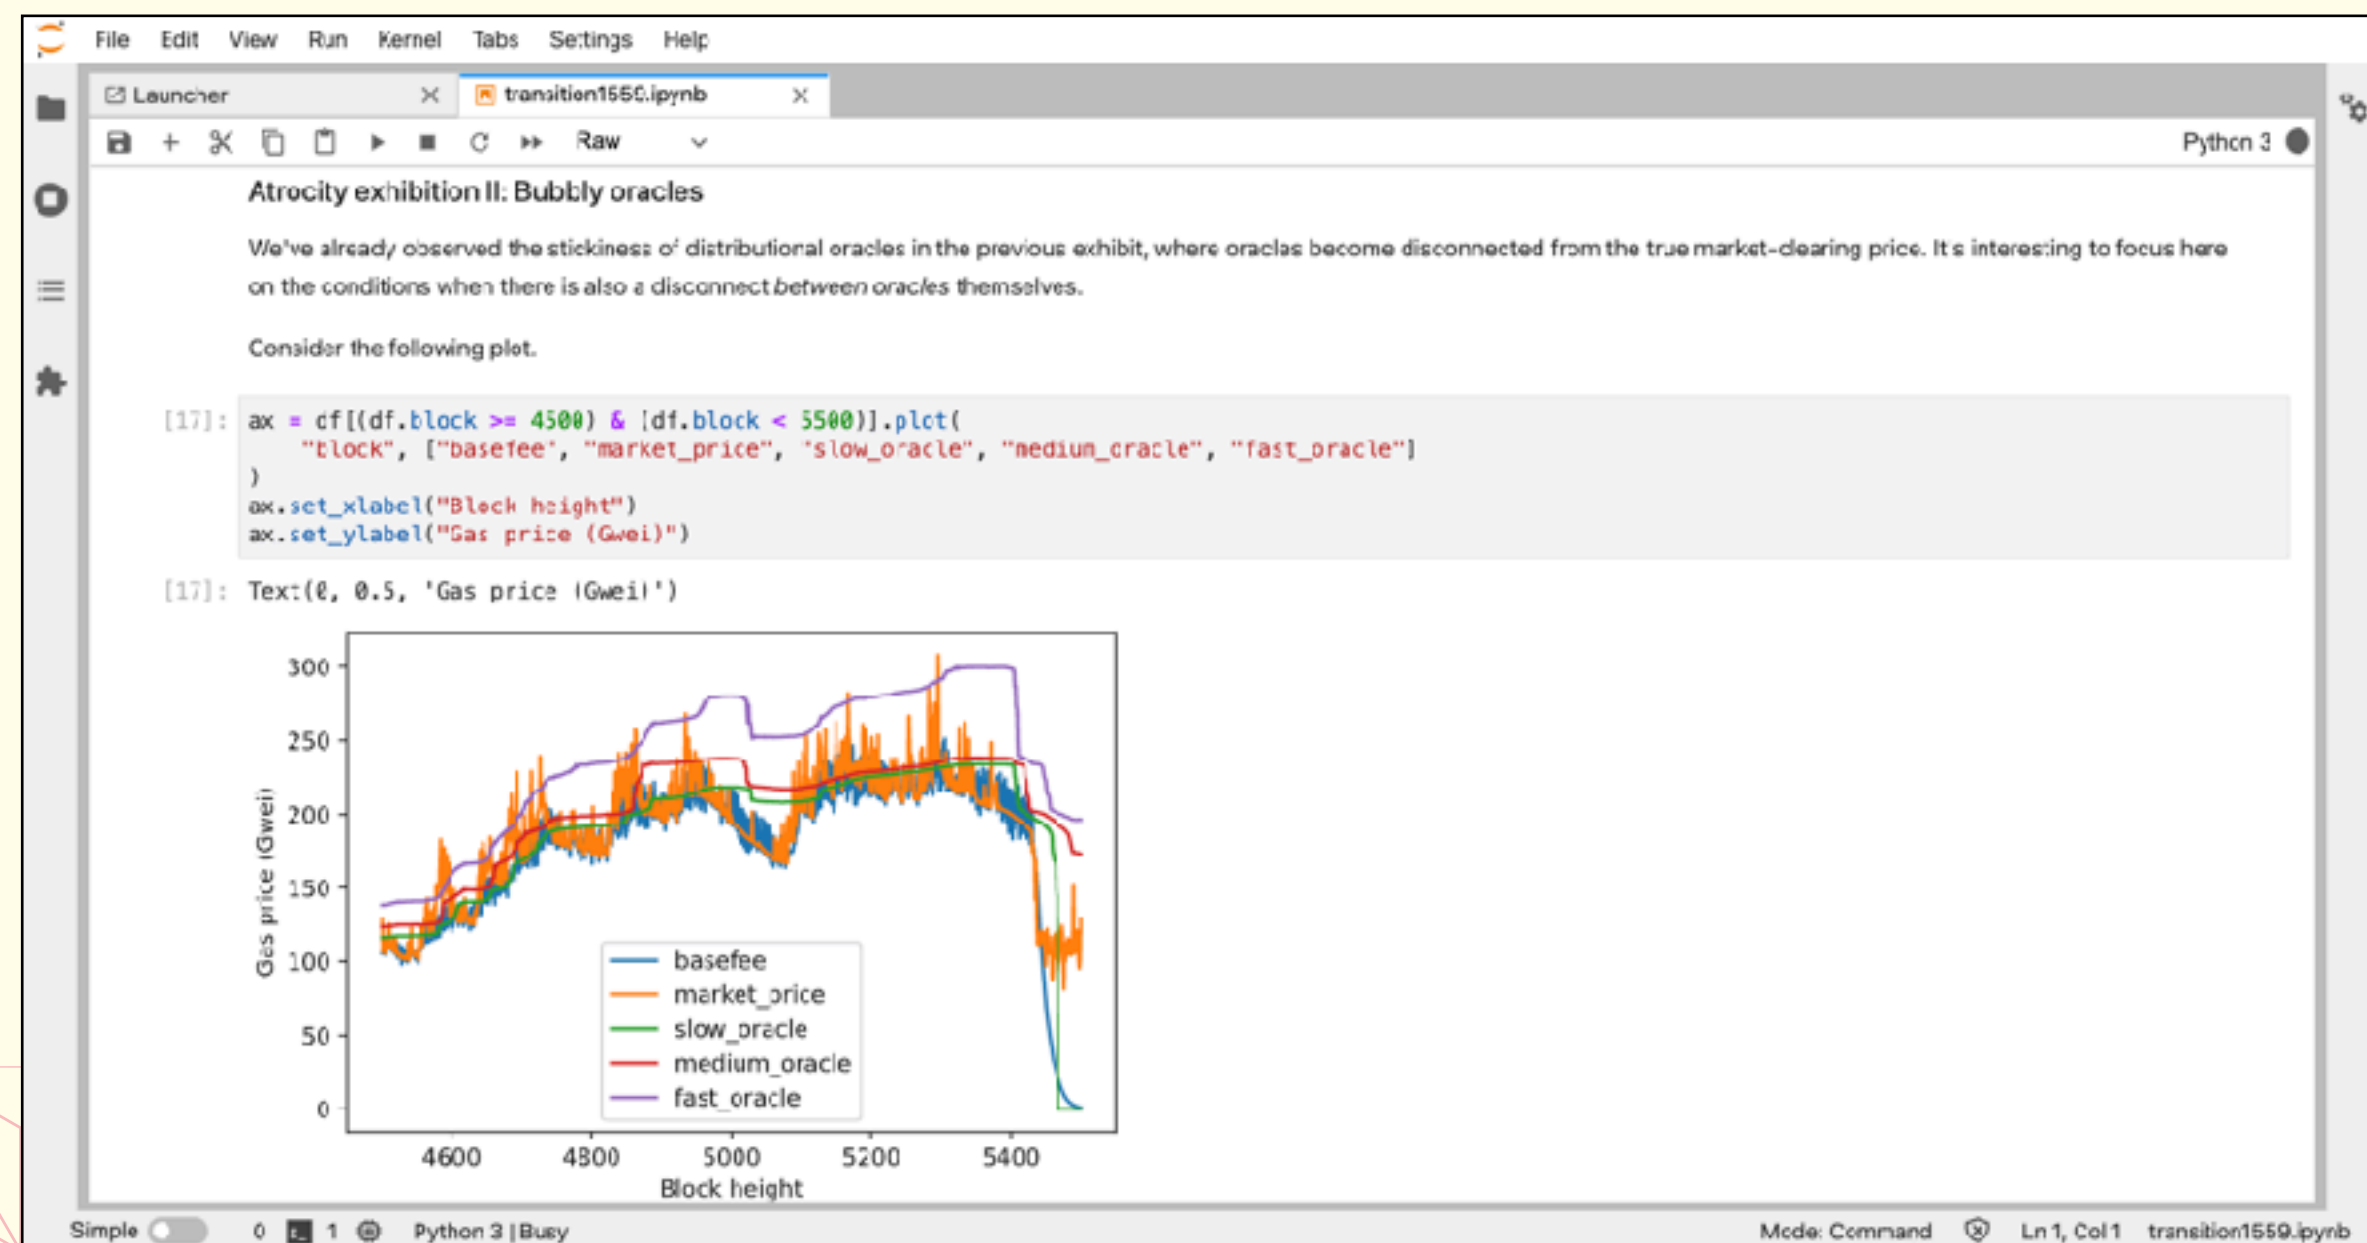 File Edit View Run Kernel Tabs Settings Help
Launcher transition1559.ipynb
Raw Python 3
Atrocity exhibition II: Bubbly oracles
We've already observed the stickiness of distributional oracles in the previous exhibit, where oracles become disconnected from the true market-clearing price. It's interesting to focus here
on the conditions when there is also a disconnect between oracles themselves.
Consider the following plot.
[17]: ax = df[(df.block >= 4500) & (df.block < 5500)].plot(
"block", ["basefee", "market_price", "slow_oracle", "medium_oracle", "fast_oracle"]
)
ax.set_xlabel("Block height")
ax.set_ylabel("Gas price (Gwei)")
[17]: Text(0, 0.5, 'Gas price (Gwei)')
300
250
200
150
100
50
0
Gas price (Gwei)
basefee
market_price
slow_oracle
medium_oracle
fast_oracle
4600 4800 5000 5200 5400
Block height
Simple 0 1 Python 3 | Busy Mode: Command Ln 1, Col 1 transition1559.ipynb